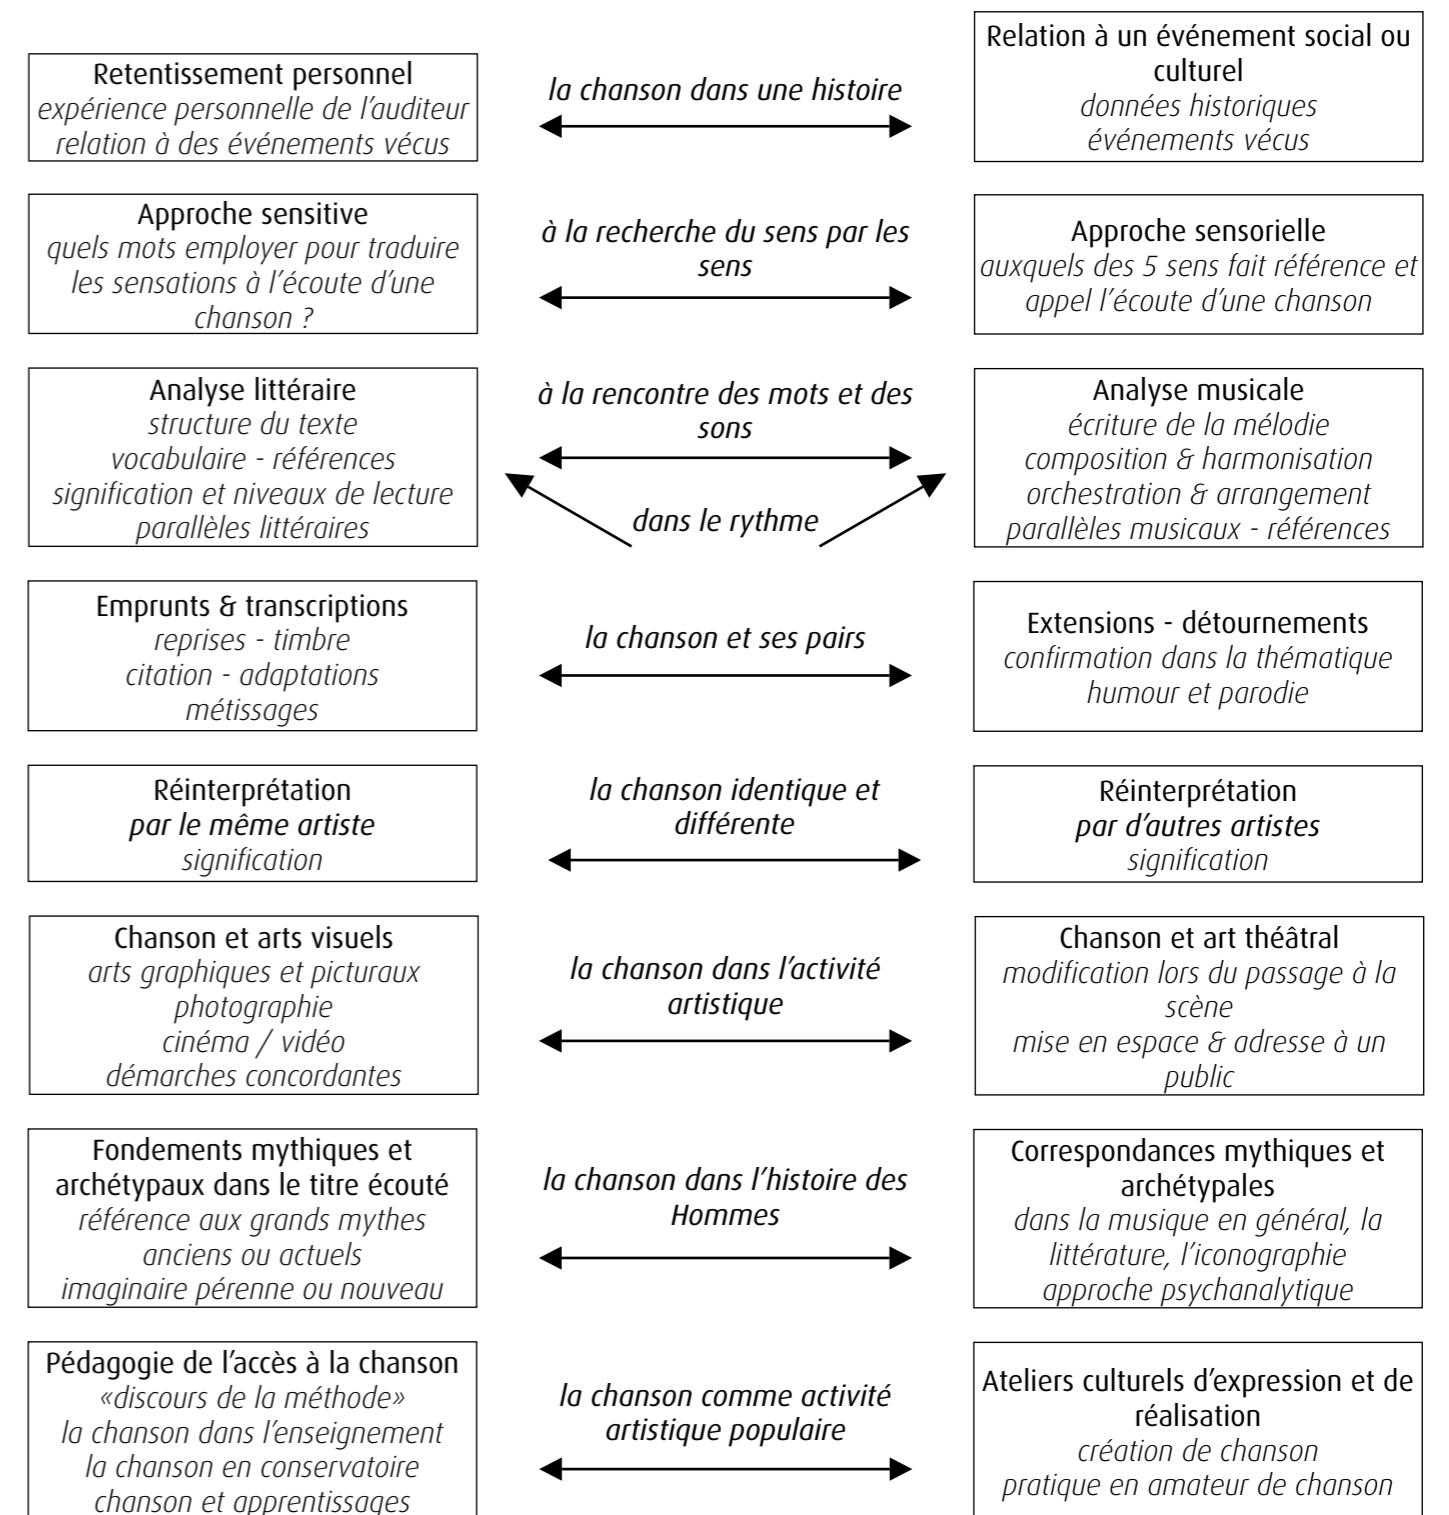 Retentissement personnel
expérience personnelle de l'auditeur
relation à des événements vécus
la chanson dans une histoire
Relation à un événement social ou
culturel
données historiques
événements vécus
Approche sensitive
quels mots employer pour traduire
les sensations à l'écoute d'une
chanson ?
à la recherche du sens par les
sens
Approche sensorielle
auxquels des 5 sens fait référence et
appel l'écoute d'une chanson
Analyse littéraire
structure du texte
vocabulaire - références
signification et niveaux de lecture
parallèles littéraires
à la rencontre des mots et des
sons
dans le rythme
Analyse musicale
écriture de la mélodie
composition & harmonisation
orchestration & arrangement
parallèles musicaux - références
Emprunts & transcriptions
reprises - timbre
citation - adaptations
métissages
la chanson et ses pairs
Extensions - détournements
confirmation dans la thématique
humour et parodie
Réinterprétation
par le même artiste
signification
la chanson identique et
différente
Réinterprétation
par d'autres artistes
signification
Chanson et arts visuels
arts graphiques et picturaux
photographie
cinéma / vidéo
démarches concordantes
la chanson dans l'activité
artistique
Chanson et art théâtral
modification lors du passage à la
scène
mise en espace & adresse à un
public
Fondements mythiques et
archétypaux dans le titre écouté
référence aux grands mythes
anciens ou actuels
imaginaire pérenne ou nouveau
la chanson dans l'histoire des
Hommes
Correspondances mythiques et
archétypales
dans la musique en général, la
littérature, l'iconographie
approche psychanalytique
Pédagogie de l'accès à la chanson
«discours de la méthode»
la chanson dans l'enseignement
la chanson en conservatoire
chanson et apprentissages
la chanson comme activité
artistique populaire
Ateliers culturels d'expression et de
réalisation
création de chanson
pratique en amateur de chanson